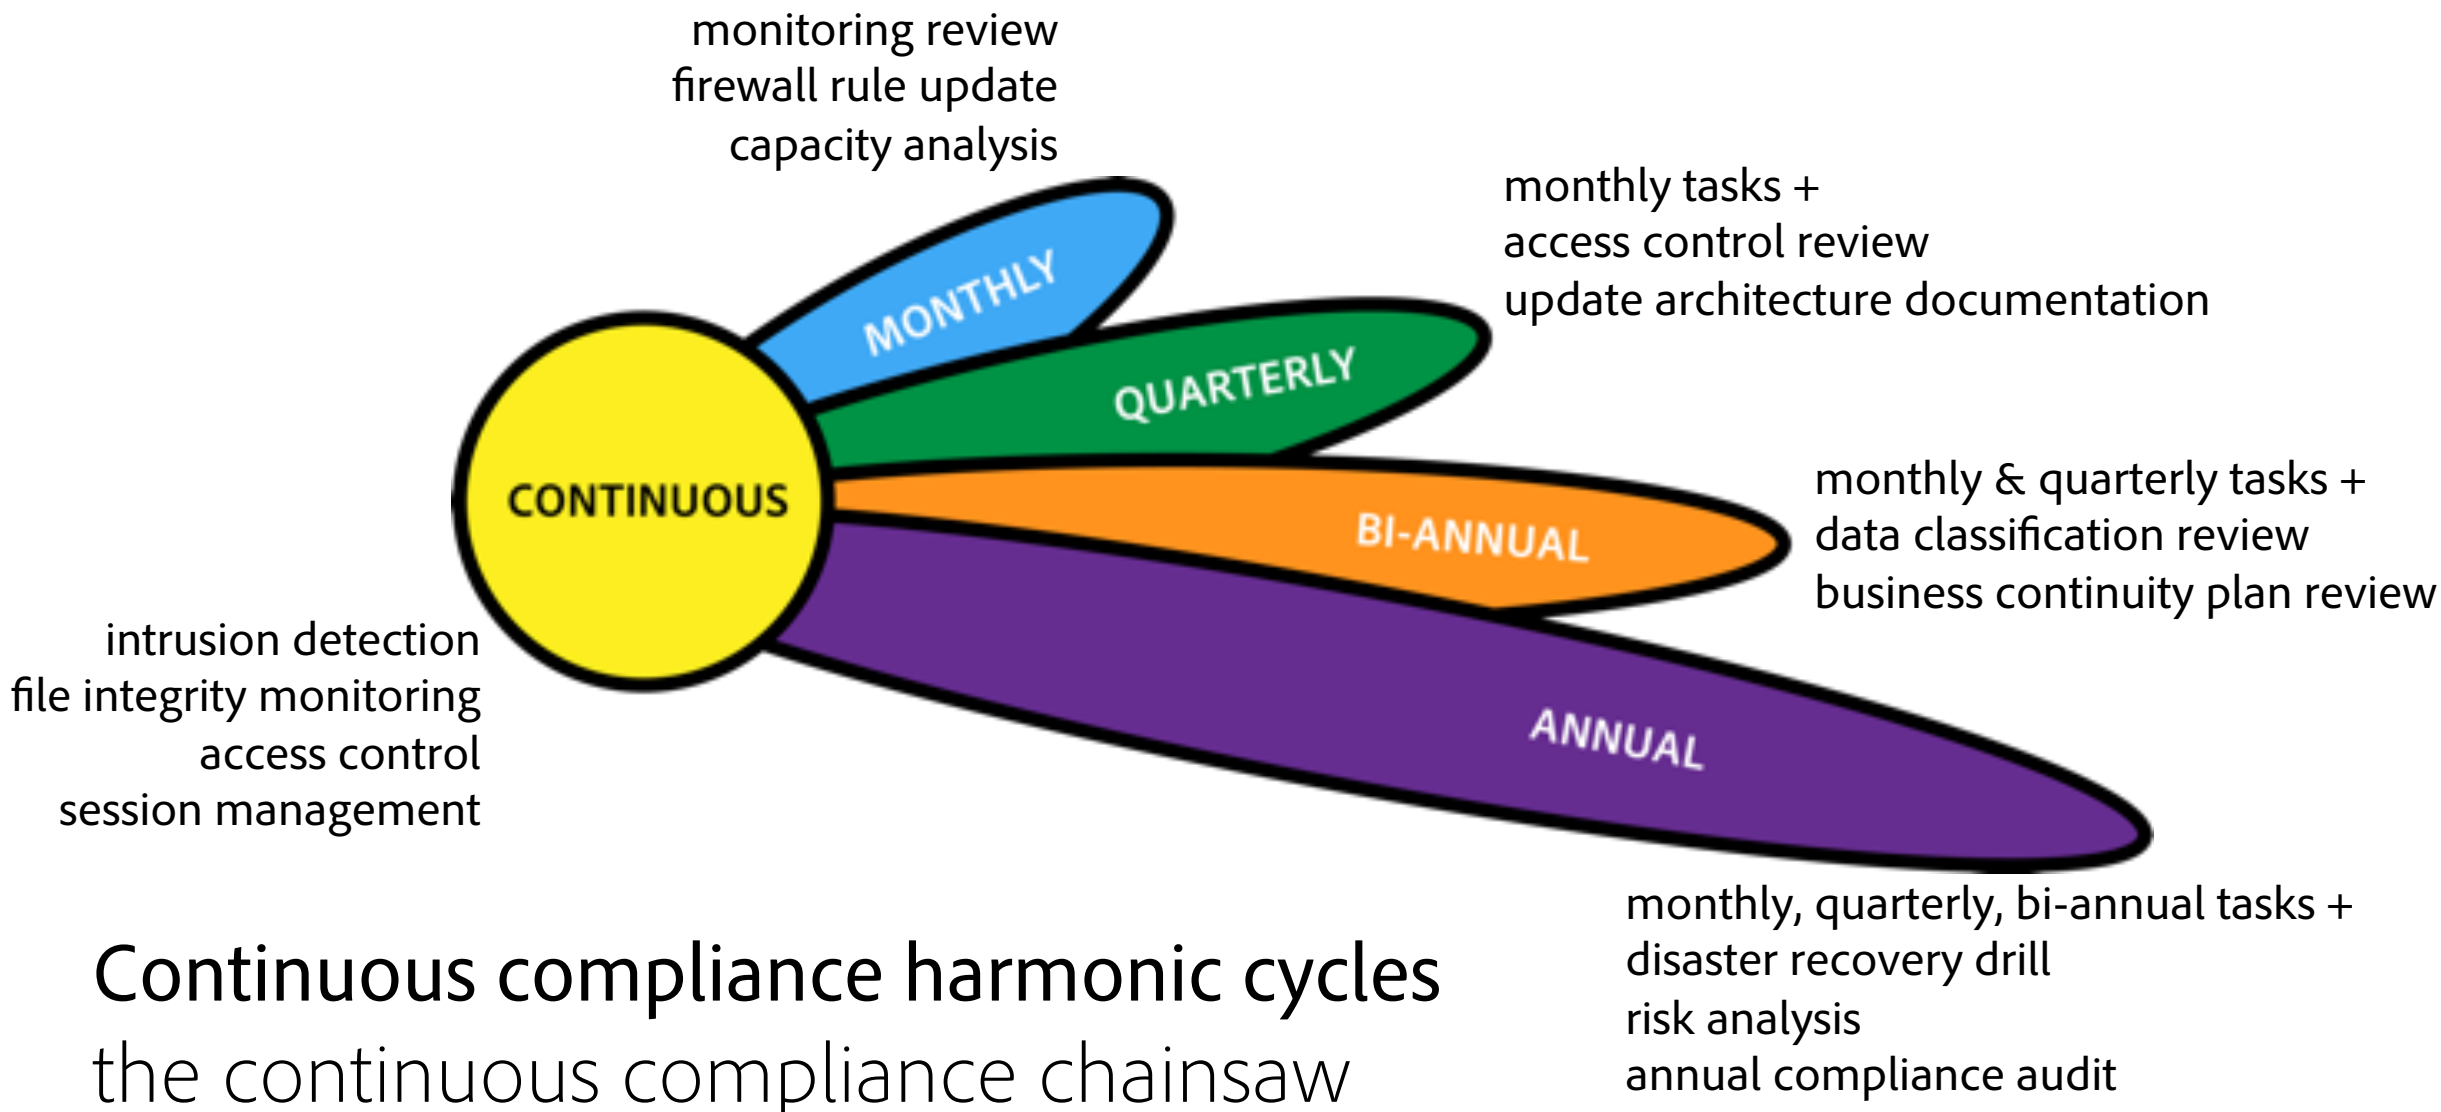 monitoring review
firewall rule update
capacity analysis
monthly tasks +
access control review
update architecture documentation
MONTHLY
QUARTERLY
CONTINUOUS
BI-ANNUAL
monthly & quarterly tasks +
data classification review
business continuity plan review
intrusion detection
file integrity monitoring
access control
session management
ANNUAL
monthly, quarterly, bi-annual tasks +
disaster recovery drill
risk analysis
annual compliance audit
Continuous compliance harmonic cycles
the continuous compliance chainsaw